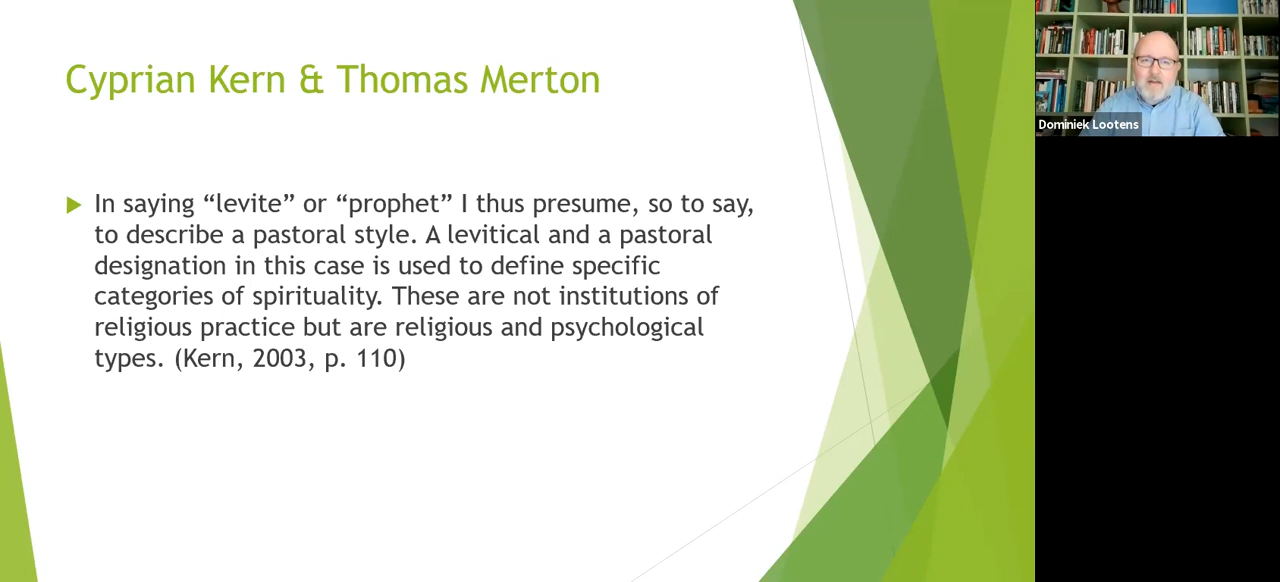 Cyprian Kern & Thomas Merton
In saying “levite” or “prophet” I thus presume, so to say,
to describe a pastoral style. A levitical and a pastoral
designation in this case is used to define specific
categories of spirituality. These are not institutions of
religious practice but are religious and psychological
types. (Kern, 2003, p. 110)
Dominiek Lootens